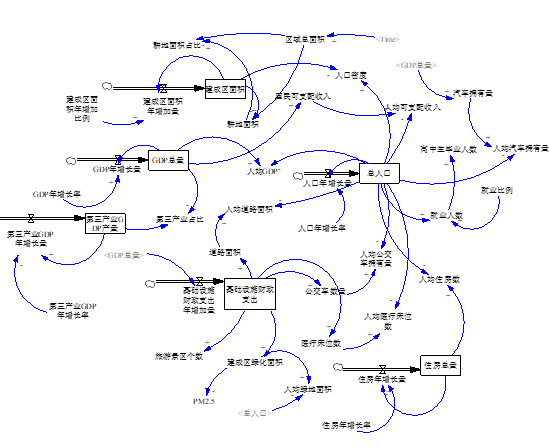 耕地面积占比
区域总面积
<Time>
<GDP总量>
人口密度
建成区面积
建成区面
积年增加
比例
建成区面积
年增加量
居民可支配收入
人均可支配收入
汽车拥有量
耕地面积
高中生毕业人数
人均汽车拥有量
GDP年增长量
GDP总量
人均GDP
人口年增长量
总人口
GDP年增长率
就业比例
第三产业GD
P产量
第三产业占比
人均道路面积
就业人数
第三产业GDP
年增长量
人口年增长率
<GDP总量>
道路面积
人均公交
车拥有量
人均住房数
基础设施财政
支出年增加量
基础设施财政
支出
公交车数量
第三产业GDP
年增长率
人均医疗床位
数
医疗床位数
旅游景区个数
建成区绿化面积
住房总量
住房年增长量
人均绿地面积
PM2.5
<总人口>
住房年增长率